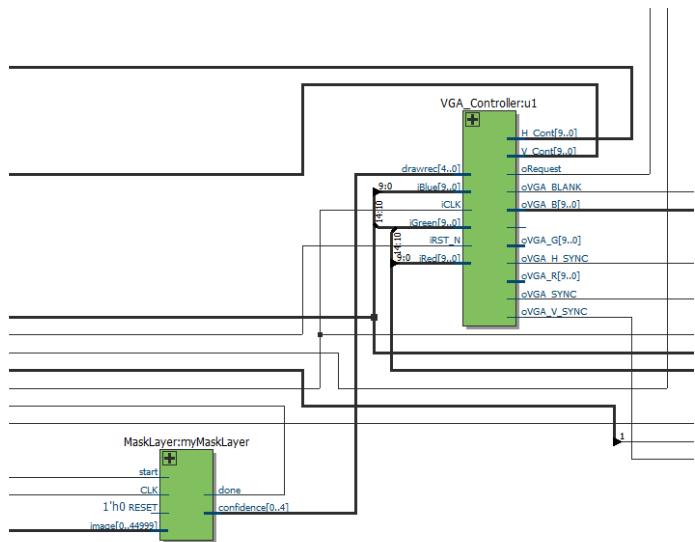 VGA_Controller:u1
H_Cont[9..0]
V_Cont[9..0]
drawrec[4..0]
oRequest
9:0
iBlue[9..0]
oVGA_BLANK
iCLK
oVGA_B[9..0]
14:10
iGreen[9..0]
14:10
iRST_N
oVGA_G[9..0]
9:0
iRed[9..0]
oVGA_H_SYNC
oVGA_R[9..0]
oVGA_SYNC
oVGA_V_SYNC
1
MaskLayer:myMaskLayer
start
CLK
done
1'h0 RESET
confidence[0..4]
image[0..44999]